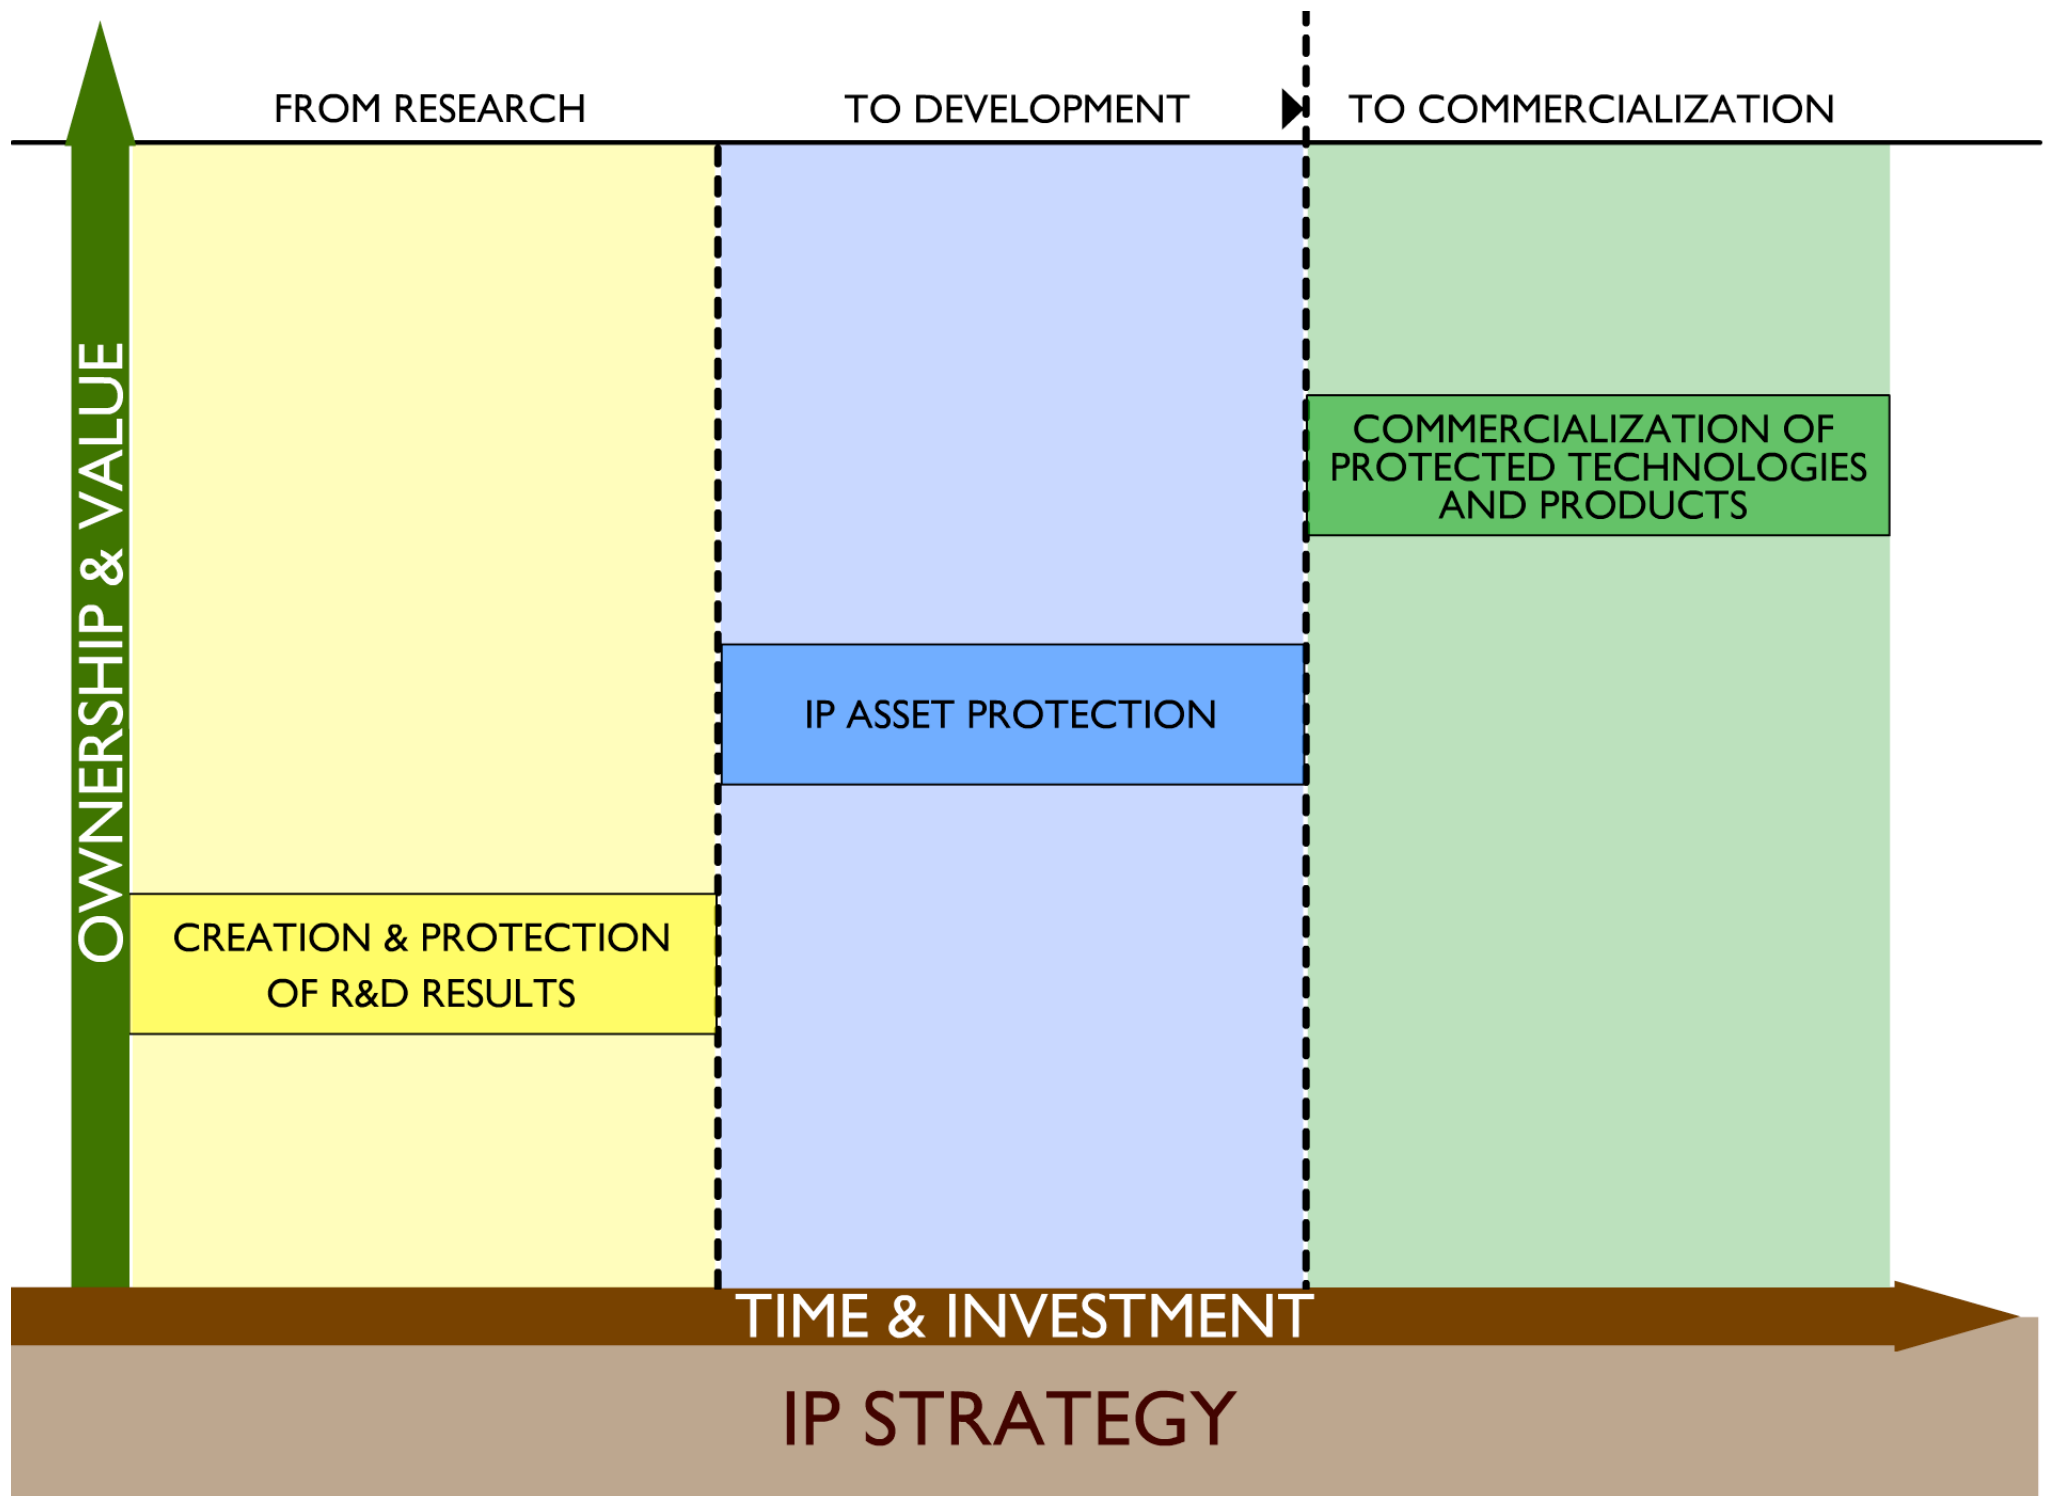 FROM RESEARCH
TO DEVELOPMENT
TO COMMERCIALIZATION
OWNERSHIP & VALUE
COMMERCIALIZATION OF
PROTECTED TECHNOLOGIES
AND PRODUCTS
IP ASSET PROTECTION
CREATION & PROTECTION
OF R&D RESULTS
TIME & INVESTMENT
IP STRATEGY